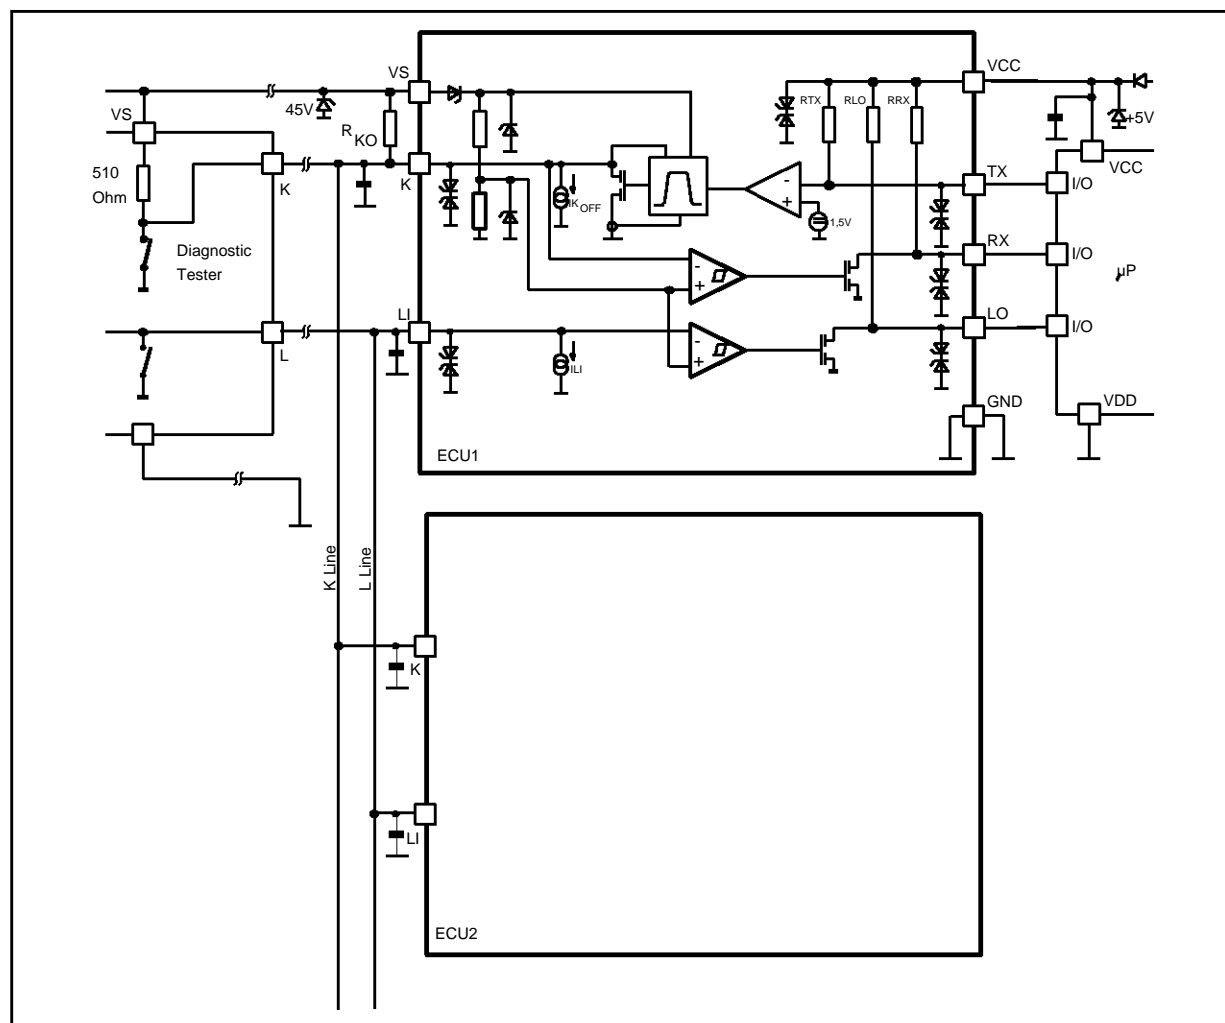 VS
VCC
45V
RTX
RLO
RRX
+5V
VS
R
KO
VCC
510
Ohm
K
K
TX
I/O
IK OFF
1,5V
Diagnostic
Tester
-
+
RX
I/O
µP
-
+
LI
LO
L
I/O
-
+
ILI
GND
VDD
ECU1
K Line
L Line
K
LI
ECU2